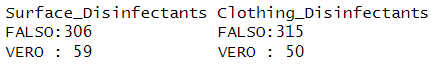 Surface_Disinfectants Clothing_Disinfectants
FALSO:306 FALSO:315
VERO : 59 VERO : 50